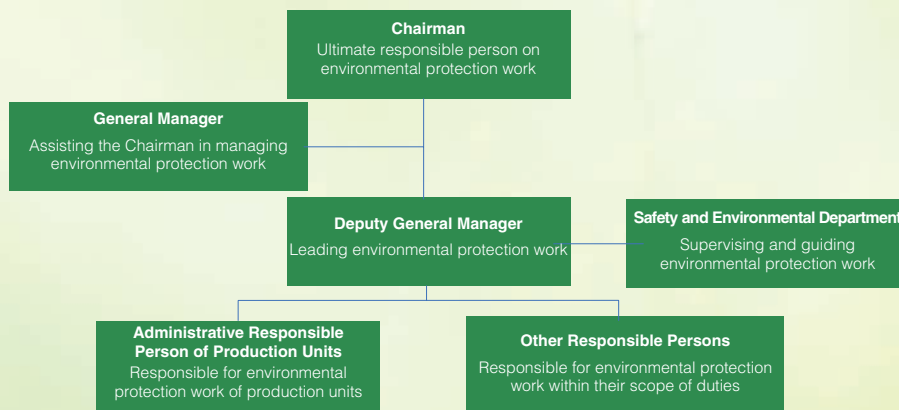 Chairman
Ultimate responsible person on
environmental protection work
General Manager
Assisting the Chairman in managing
environmental protection work
Deputy General Manager
Leading environmental protection work
Safety and Environmental Department
Supervising and guiding
environmental protection work
Administrative Responsible
Person of Production Units
Responsible for environmental
protection work of production units
Other Responsible Persons
Responsible for environmental protection
work within their scope of duties